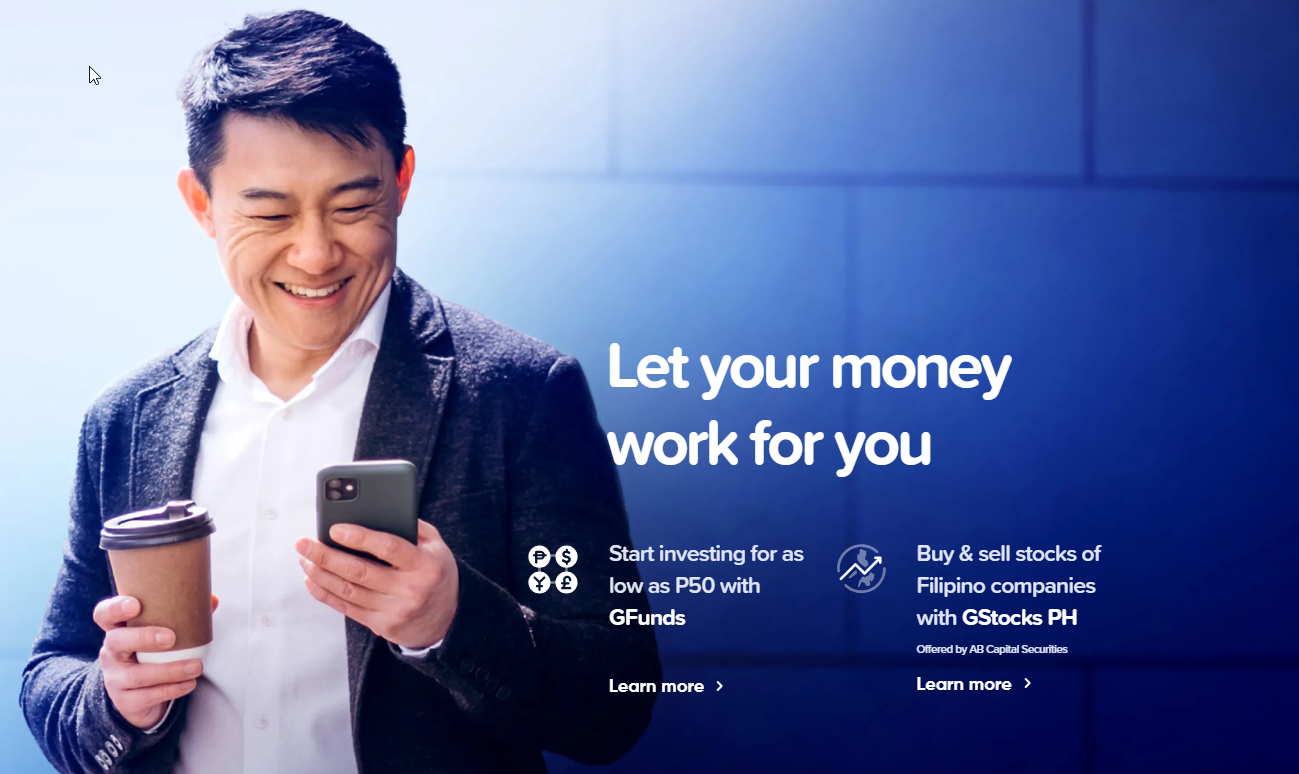 Let your money
work for you
Start investing for as
low as P50 with
GFunds
Learn more
Buy & sell stocks of
Filipino companies
with GStocks PH
Offered by AB Capital Securities
Learn more